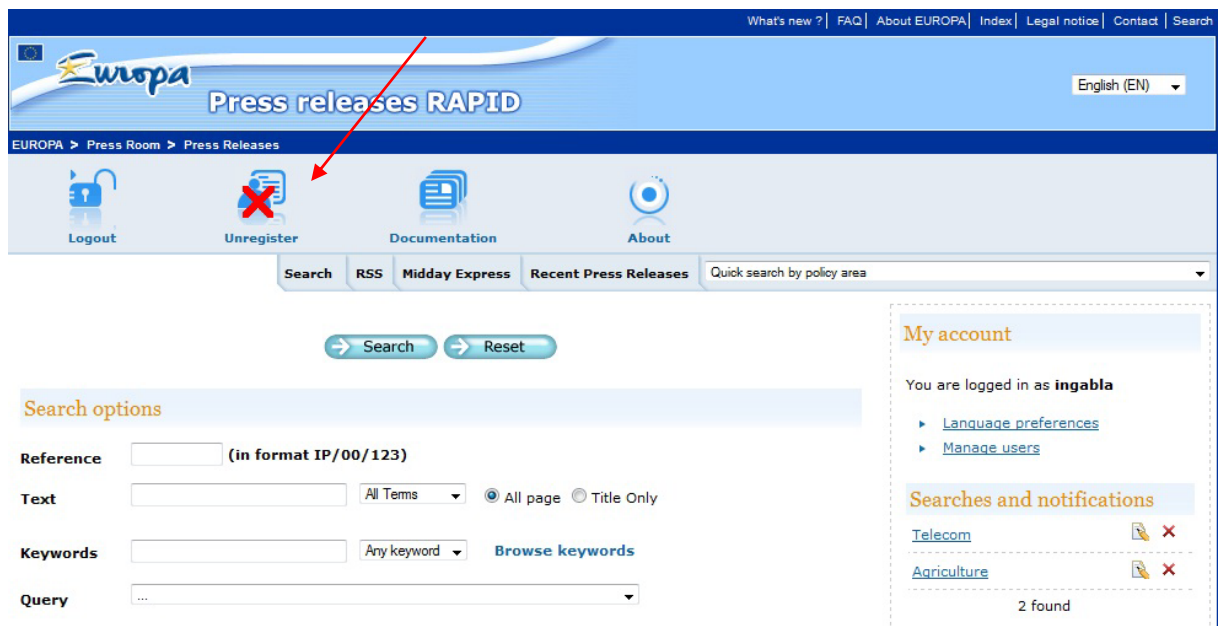 What's new ? | FAQ | About EUROPA | Index | Legal notice | Contact | Search
Europa
Press releases RAPID
English (EN)
EUROPA > Press Room > Press Releases
Logout Unregister Documentation About
Search RSS Midday Express Recent Press Releases Quick search by policy area
Search Reset
My account
You are logged in as ingabla
Language preferences
Manage users
Search options
Reference (in format IP/00/123)
Text All Terms All page Title Only
Keywords Any keyword Browse keywords
Query ...
Searches and notifications
Telecom
Agriculture
2 found